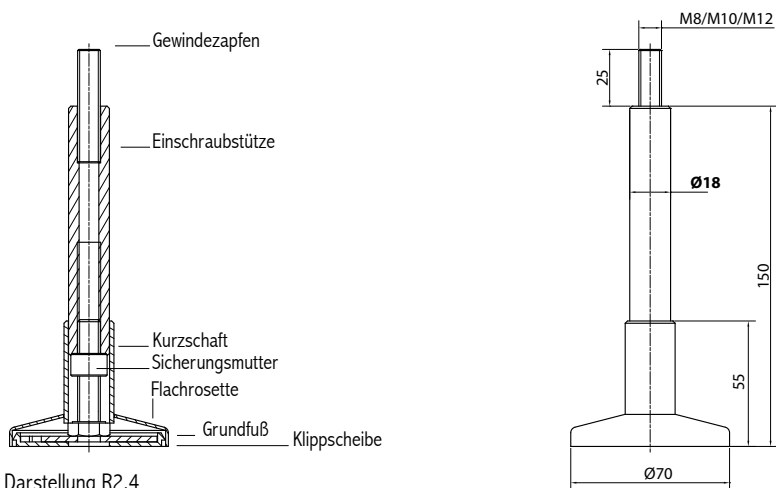 Gewindezapfen
Einschraubstütze
Kurzschaft
Sicherungsmutter
Flachrosette
Grundfuß
Klippscheibe
Darstellung R2.4
M8/M10/M12
25
Ø18
150
55
Ø70